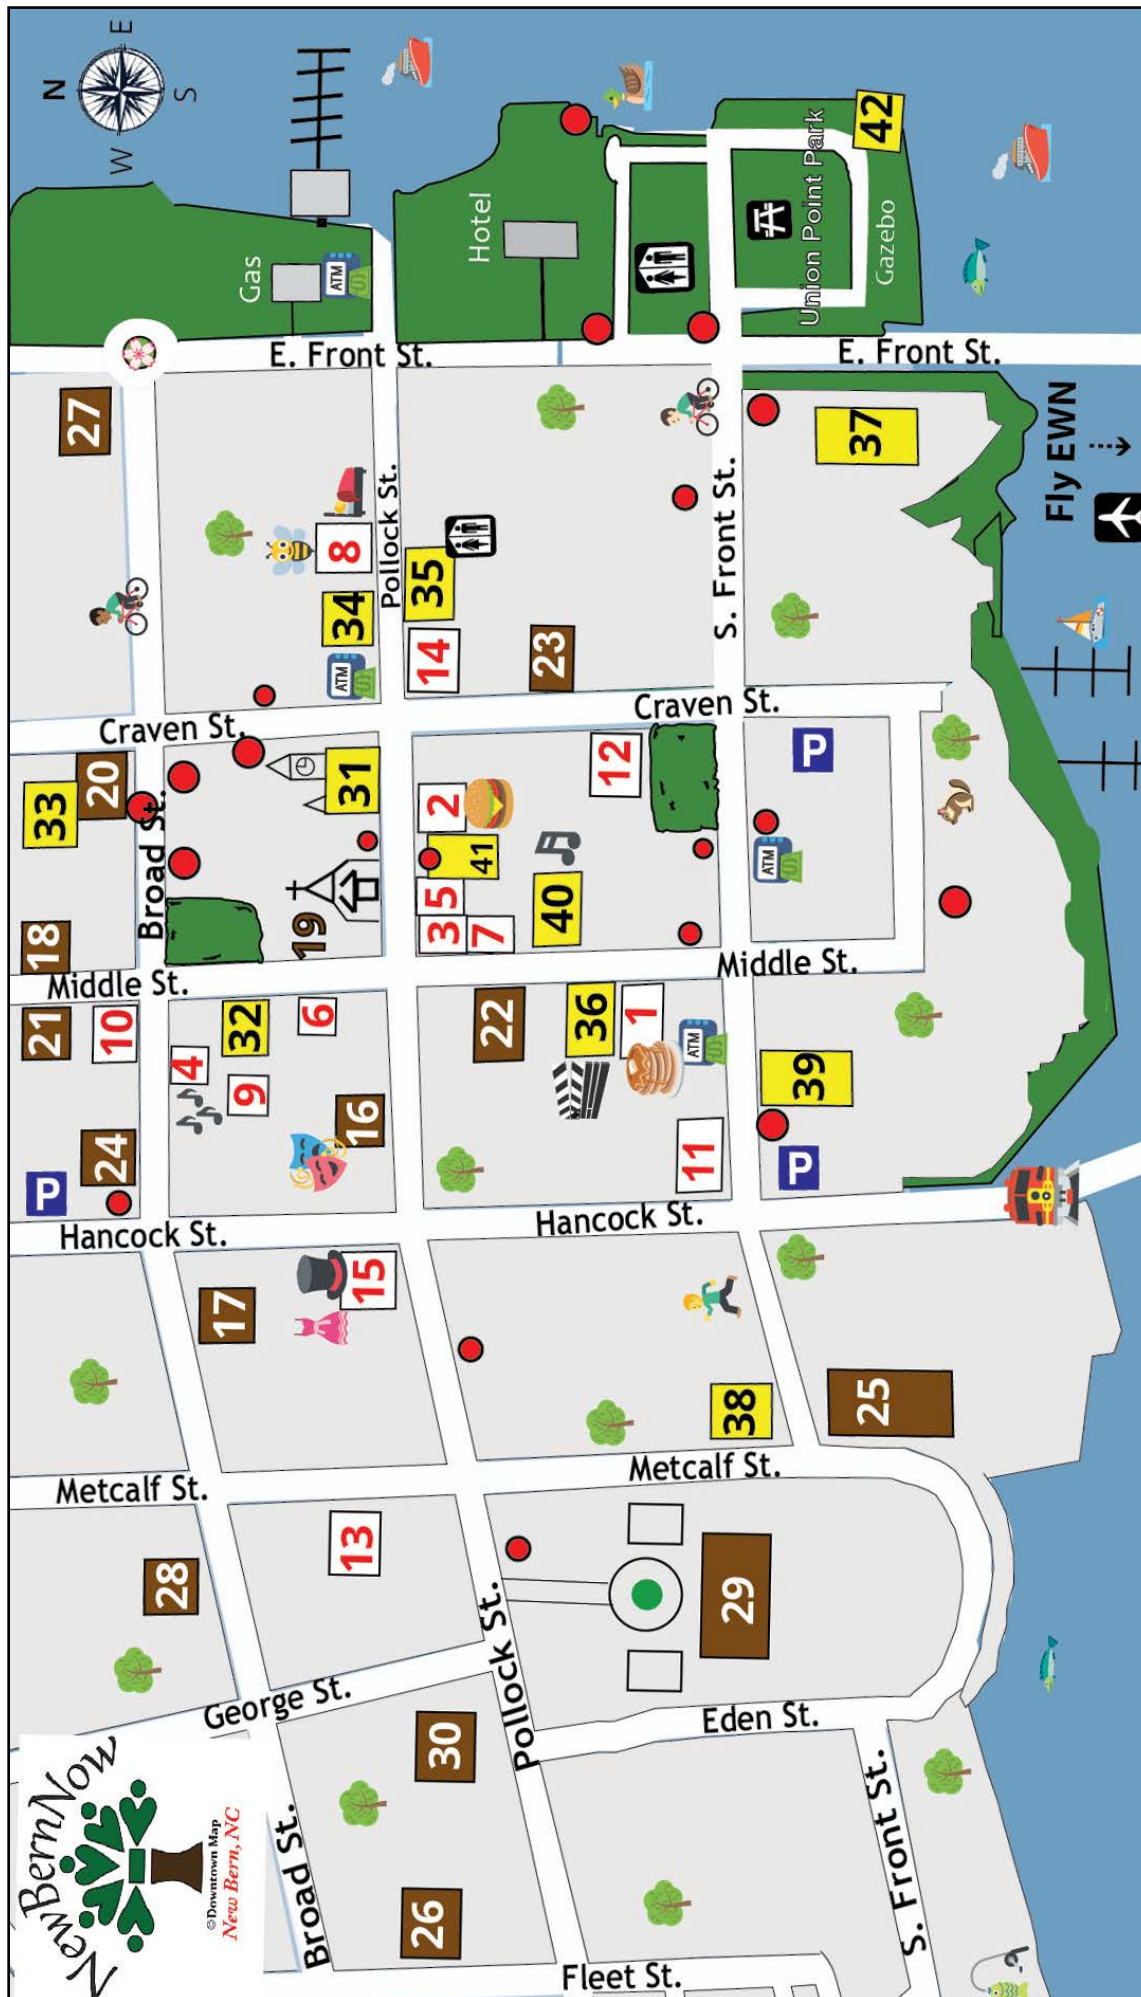 N
E
S
W
Gas
ATM
Hotel
Union Point Park
42
Gazebo
E. Front St.
E. Front St.
27
37
Fly EWN
8
34
Pollock St.
35
14
23
ATM
S. Front St.
Craven St.
Craven St.
33
20
Broad St.
31
2
12
P
41
ATM
18
19
3
5
7
40
Middle St.
Middle St.
21
10
32
6
22
36
1
ATM
39
4
9
16
24
P
11
P
Hancock St.
Hancock St.
17
15
38
25
Metcalf St.
Metcalf St.
28
13
29
George St.
Pollock St.
Eden St.
30
26
Broad St.
S. Front St.
Fleet St.
NewBernNow
©Downtown Map
New Bern, NC